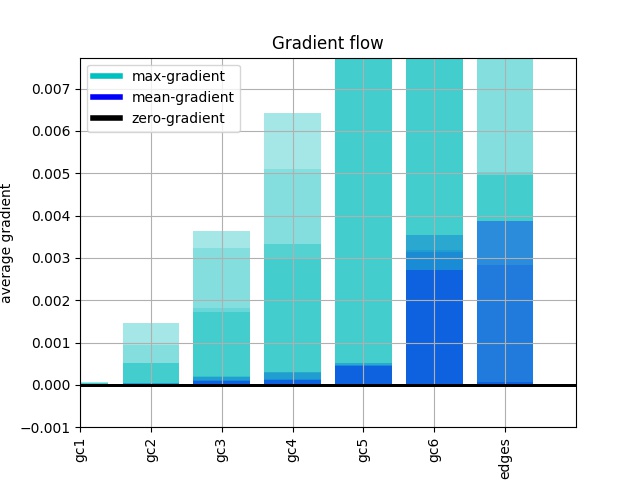 Gradient flow
max-gradient
mean-gradient
zero-gradient
average gradient
0.007
0.006
0.005
0.004
0.003
0.002
0.001
0.000
−0.001
gc1
gc2
gc3
gc4
gc5
gc6
edges